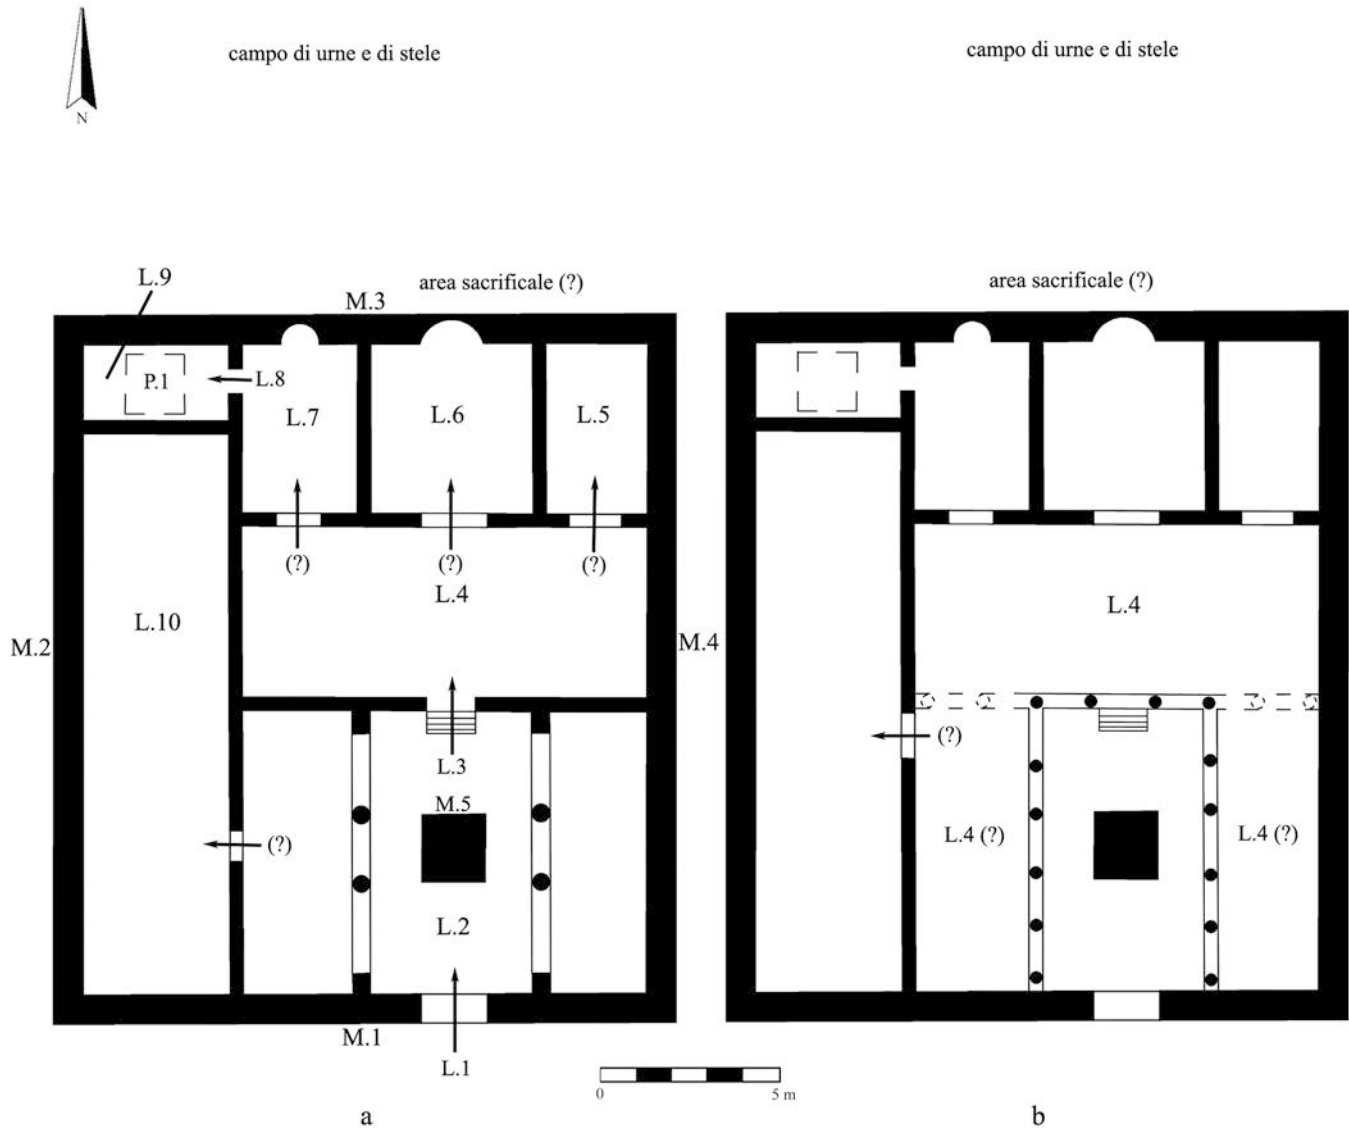 campo di urne e di stele
campo di urne e di stele
N
L.9
area sacrificale (?)
area sacrificale (?)
M.3
P.1
L.8
L.7
L.6
L.5
(?)
(?)
(?)
L.4
L.4
L.10
M.2
M.4
(?)
L.3
M.5
(?)
L.4 (?)
L.4 (?)
L.2
M.1
L.1
0
5 m
a
b